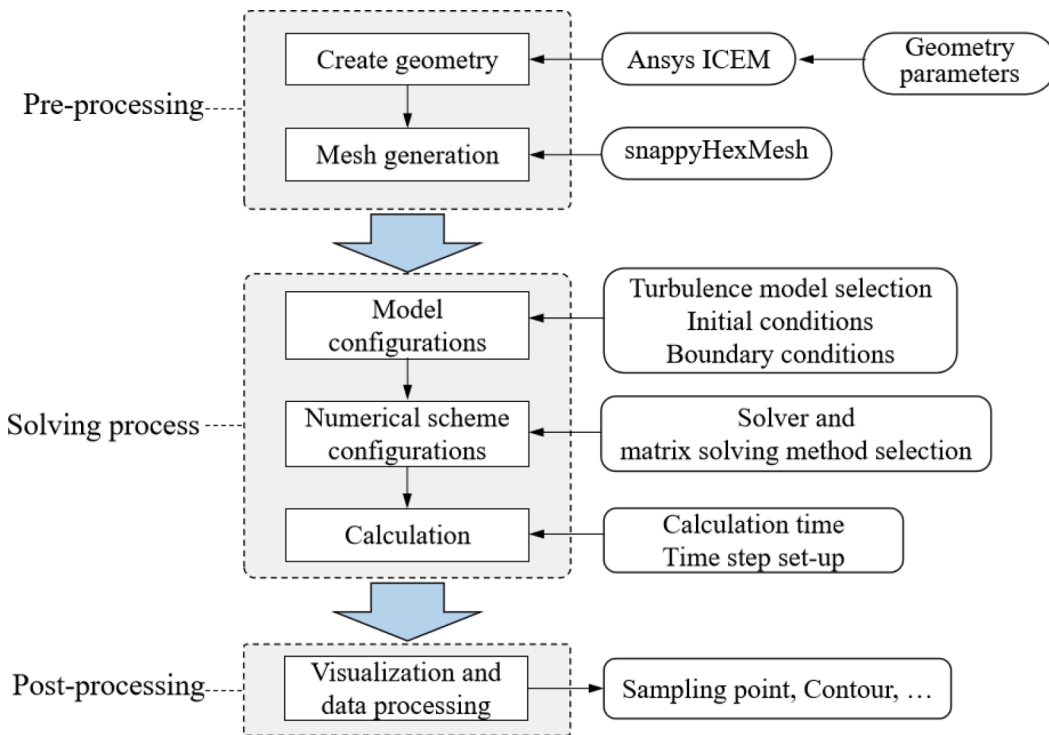 Create geometry
Ansys ICEM
Geometry
parameters
Pre-processing
Mesh generation
snappyHexMesh
Model
configurations
Turbulence model selection
Initial conditions
Boundary conditions
Solving process
Numerical scheme
configurations
Solver and
matrix solving method selection
Calculation
Calculation time
Time step set-up
Post-processing
Visualization and
data processing
Sampling point, Contour, …